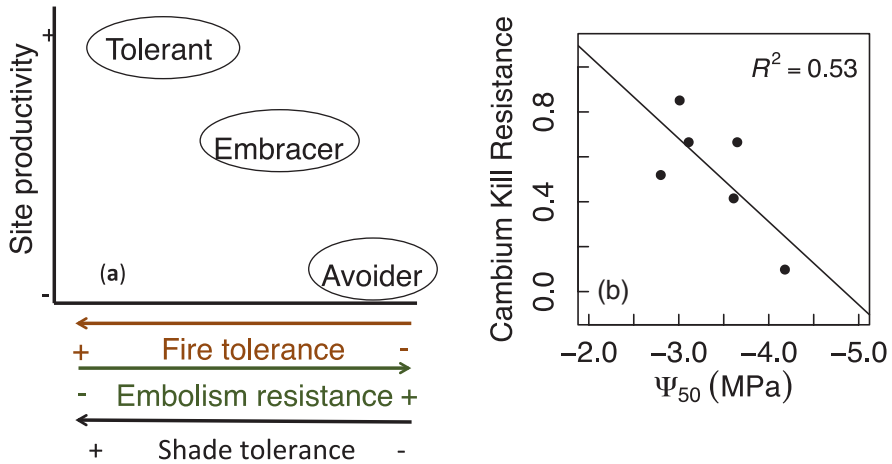 Site productivity
+
-
Tolerant
Embracer
Avoider
(a)
+ Fire tolerance -
- Embolism resistance +
+ Shade tolerance -
Cambium Kill Resistance
0.8
0.4
0.0
R² = 0.53
(b)
−2.0 −3.0 −4.0 −5.0
Ψ₅₀ (MPa)